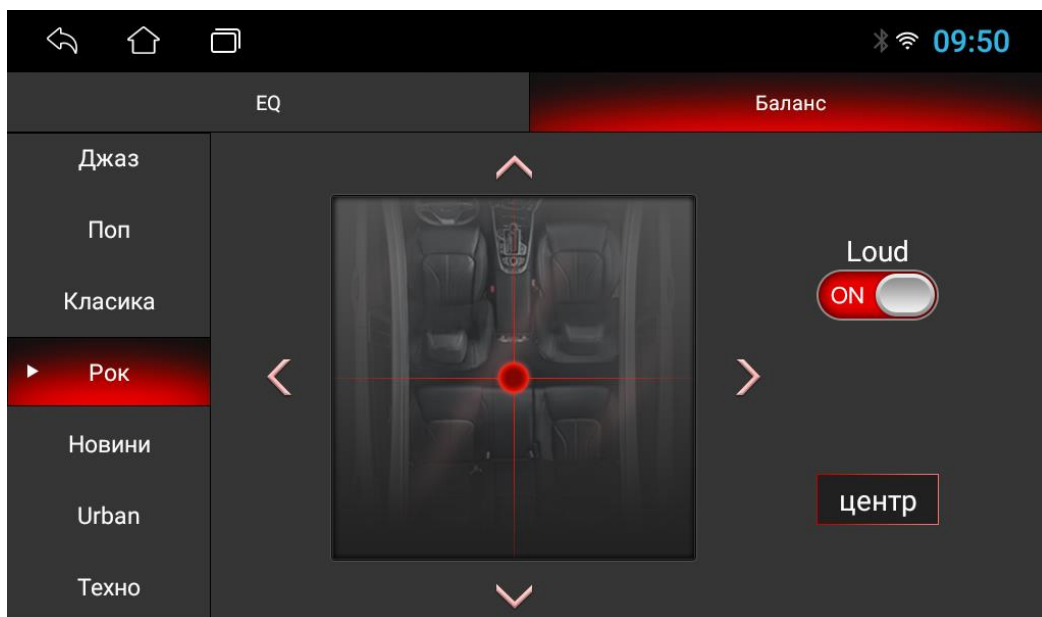 09:50
EQ
Баланс
Джаз
Поп
Класика
Рок
Новини
Urban
Техно
Loud
ON
центр